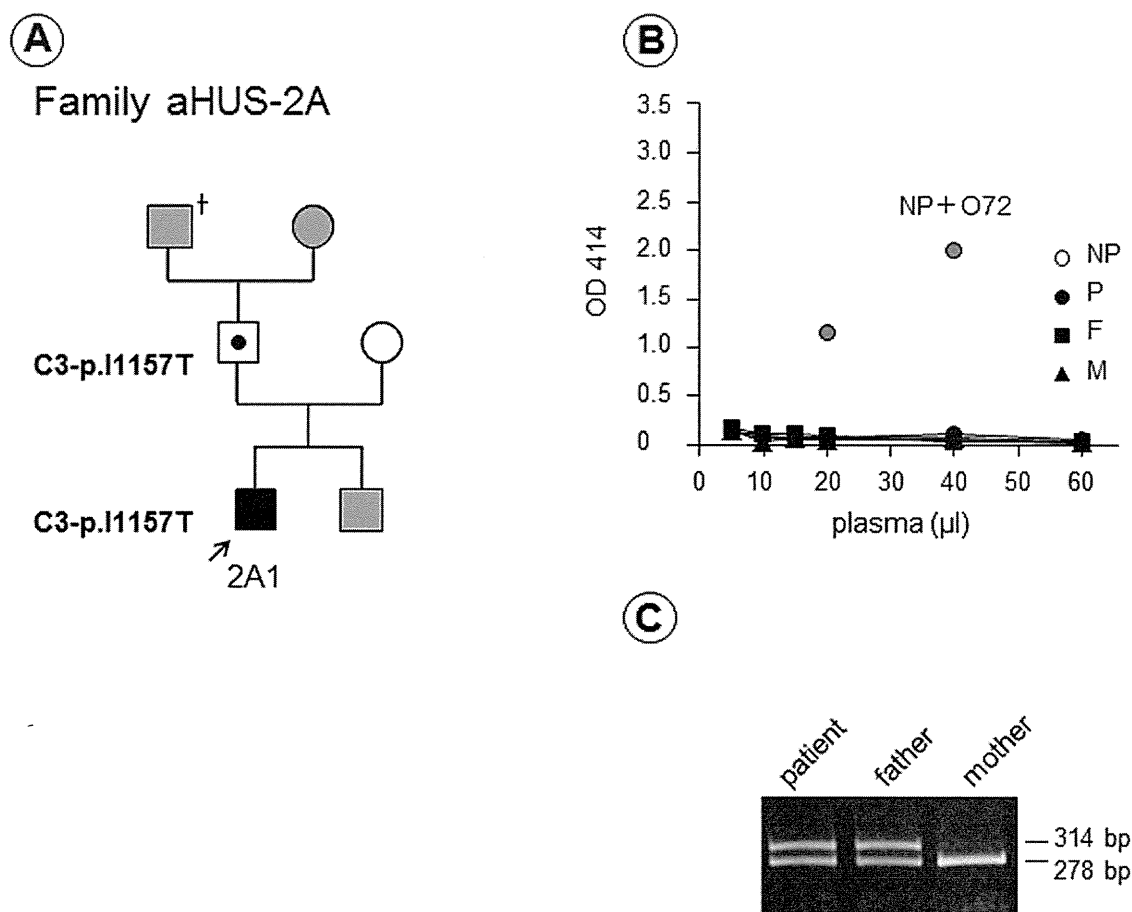 A
Family aHUS-2A
†
C3-p.I1157T
C3-p.I1157T
2A1
B
3.5
3.0
2.5
2.0
1.5
1.0
0.5
0
OD 414
NP+O72
NP
P
F
M
0 10 20 30 40 50 60
plasma (µl)
C
patient father mother
314 bp
278 bp